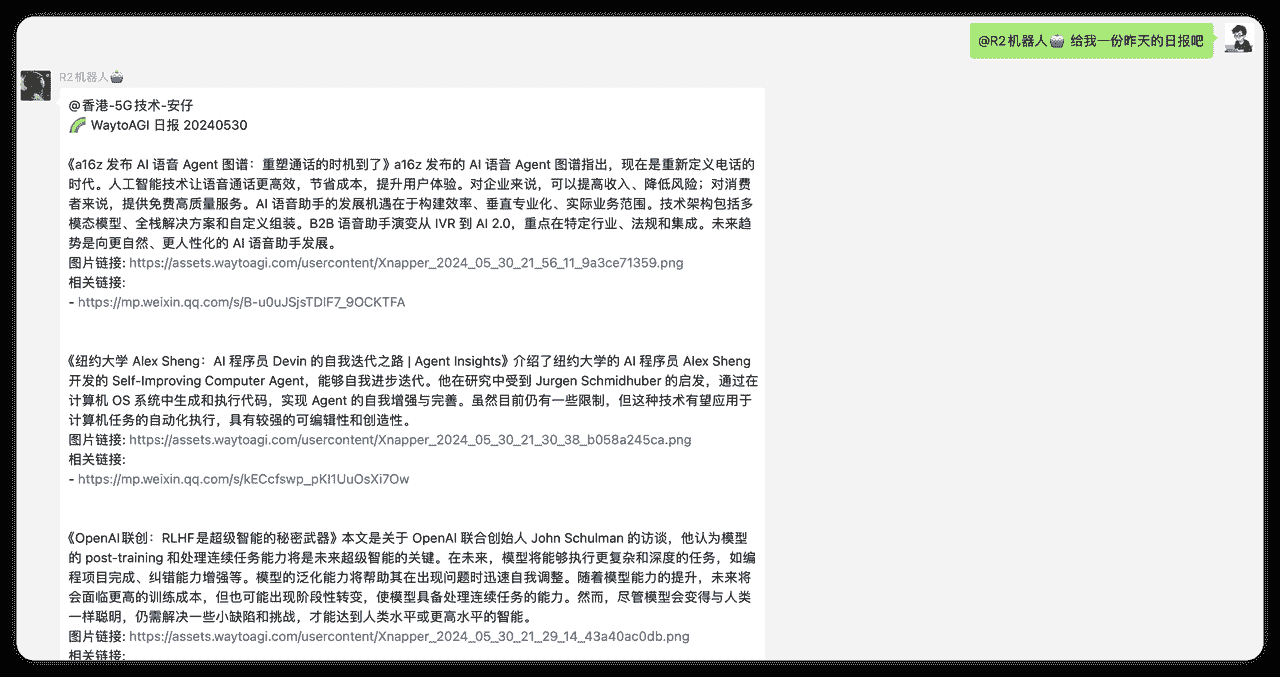 @R2机器人🤖 给我一份昨天的日报吧
R2机器人🤖
@香港-5G技术-安仔
🌈 WaytoAGI 日报 20240530
《a16z 发布 AI 语音 Agent 图谱：重塑通话的时机到了》a16z 发布的 AI 语音 Agent 图谱指出，现在是重新定义电话的
时代。人工智能技术让语音通话更高效，节省成本，提升用户体验。对企业来说，可以提高收入、降低风险；对消费
者来说，提供免费高质量服务。AI 语音助手的发展机遇在于构建效率、垂直专业化、实际业务范围。技术架构包括多
模态模型、全栈解决方案和自定义组装。B2B 语音助手演变从 IVR 到 AI 2.0，重点在特定行业、法规和集成。未来趋
势是向更自然、更人性化的 AI 语音助手发展。
图片链接: https://assets.waytoagi.com/usercontent/Xnapper_2024_05_30_21_56_11_9a3ce71359.png
相关链接:
- https://mp.weixin.qq.com/s/B-u0uJSjsTDlF7_9OCKTFA
《纽约大学 Alex Sheng：AI 程序员 Devin 的自我迭代之路 | Agent Insights》介绍了纽约大学的 AI 程序员 Alex Sheng
开发的 Self-Improving Computer Agent，能够自我进步迭代。他在研究中受到 Jurgen Schmidhuber 的启发，通过在
计算机 OS 系统中生成和执行代码，实现 Agent 的自我增强与完善。虽然目前仍有一些限制，但这种技术有望应用于
计算机任务的自动化执行，具有较强的可编辑性和创造性。
图片链接: https://assets.waytoagi.com/usercontent/Xnapper_2024_05_30_21_30_38_b058a245ca.png
相关链接:
- https://mp.weixin.qq.com/s/kECcfswp_pKI1UuOsXi7Ow
《OpenAI联创：RLHF是超级智能的秘密武器》本文是关于 OpenAI 联合创始人 John Schulman 的访谈，他认为模型
的 post-training 和处理连续任务能力将是未来超级智能的关键。在未来，模型将能够执行更复杂和深度的任务，如编
程项目完成、纠错能力增强等。模型的泛化能力将帮助其在出现问题时迅速自我调整。随着模型能力的提升，未来将
会面临更高的训练成本，但也可能出现阶段性转变，使模型具备处理连续任务的能力。然而，尽管模型会变得与人类
一样聪明，仍需解决一些小缺陷和挑战，才能达到人类水平或更高水平的智能。
图片链接: https://assets.waytoagi.com/usercontent/Xnapper_2024_05_30_21_29_14_43a40ac0db.png
相关链接: